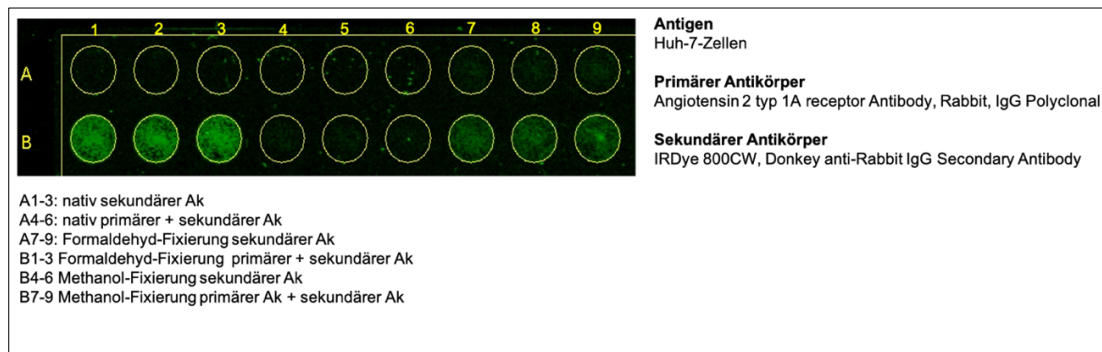 1 2 3 4 5 6 7 8 9
A
B
Antigen
Huh-7-Zellen
Primärer Antikörper
Angiotensin 2 typ 1A receptor Antibody, Rabbit, IgG Polyclonal
Sekundärer Antikörper
IRDye 800CW, Donkey anti-Rabbit IgG Secondary Antibody
A1-3: nativ sekundärer Ak
A4-6: nativ primärer + sekundärer Ak
A7-9: Formaldehyd-Fixierung sekundärer Ak
B1-3 Formaldehyd-Fixierung primärer + sekundärer Ak
B4-6 Methanol-Fixierung sekundärer Ak
B7-9 Methanol-Fixierung primärer Ak + sekundärer Ak